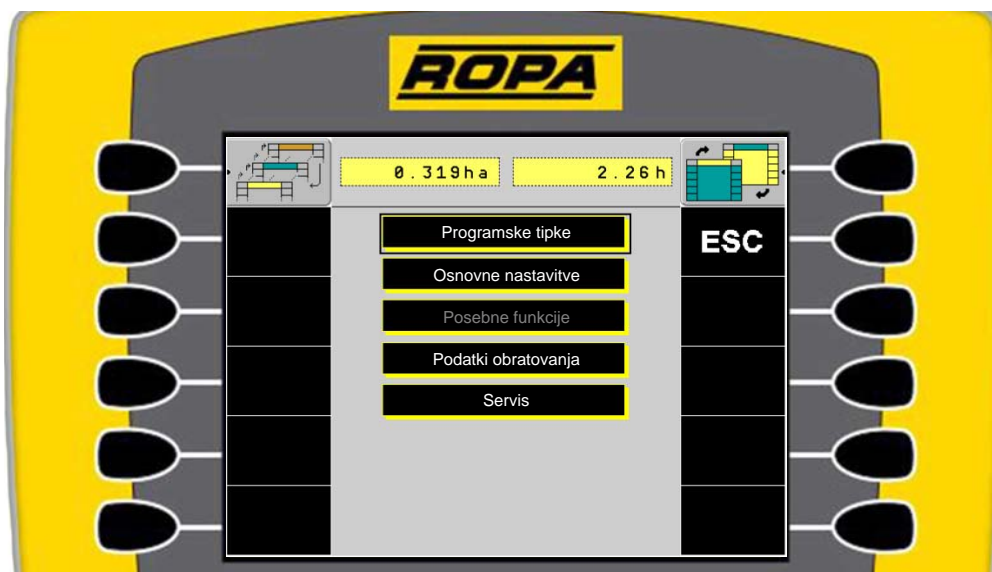 ROPA
0.319ha 2.26h
Programske tipke
ESC
Osnovne nastavitve
Posebne funkcije
Podatki obratovanja
Servis